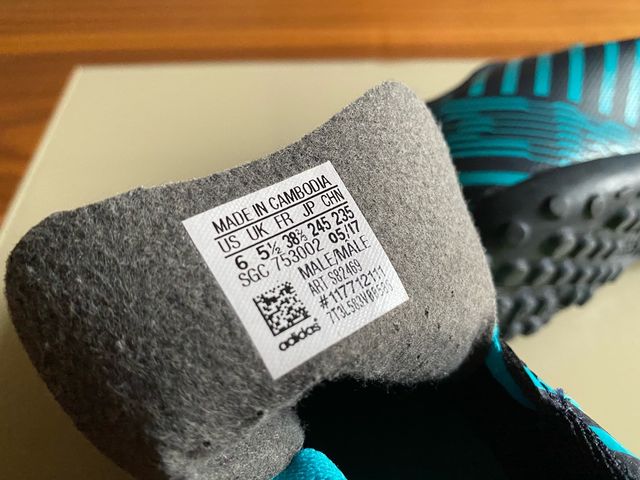 MADE IN CAMBODIA
US UK FR JP CHN
6 5½ 38⅔ 245 235
SGC 753002 05/17
MALE/MALE
ART S82469
#117712111
adidas